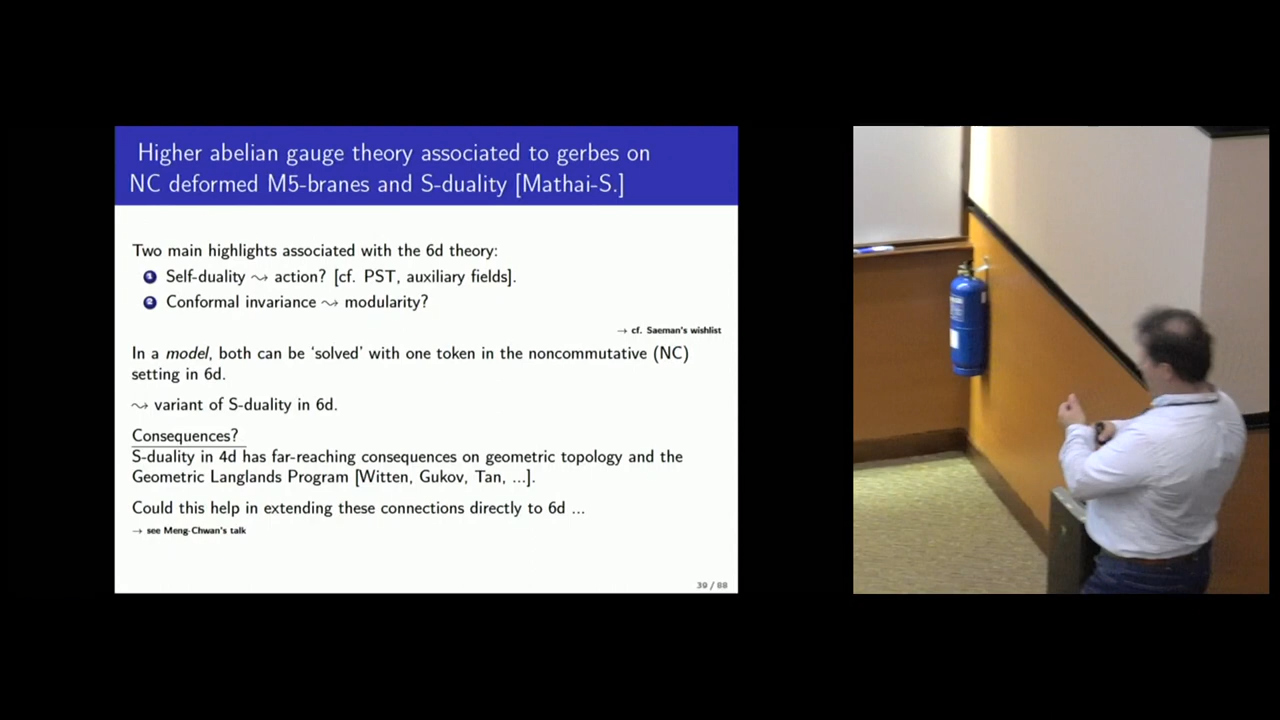 Higher abelian gauge theory associated to gerbes on
NC deformed M5-branes and S-duality [Mathai-S.]
Two main highlights associated with the 6d theory:
1 Self-duality ⇝ action? [cf. PST, auxiliary fields].
2 Conformal invariance ⇝ modularity?
→ cf. Saeman's wishlist
In a model, both can be ‘solved’ with one token in the noncommutative (NC)
setting in 6d.
⇝ variant of S-duality in 6d.
Consequences?
S-duality in 4d has far-reaching consequences on geometric topology and the
Geometric Langlands Program [Witten, Gukov, Tan, ...].
Could this help in extending these connections directly to 6d ...
→ see Meng-Chwan's talk
39 / 88